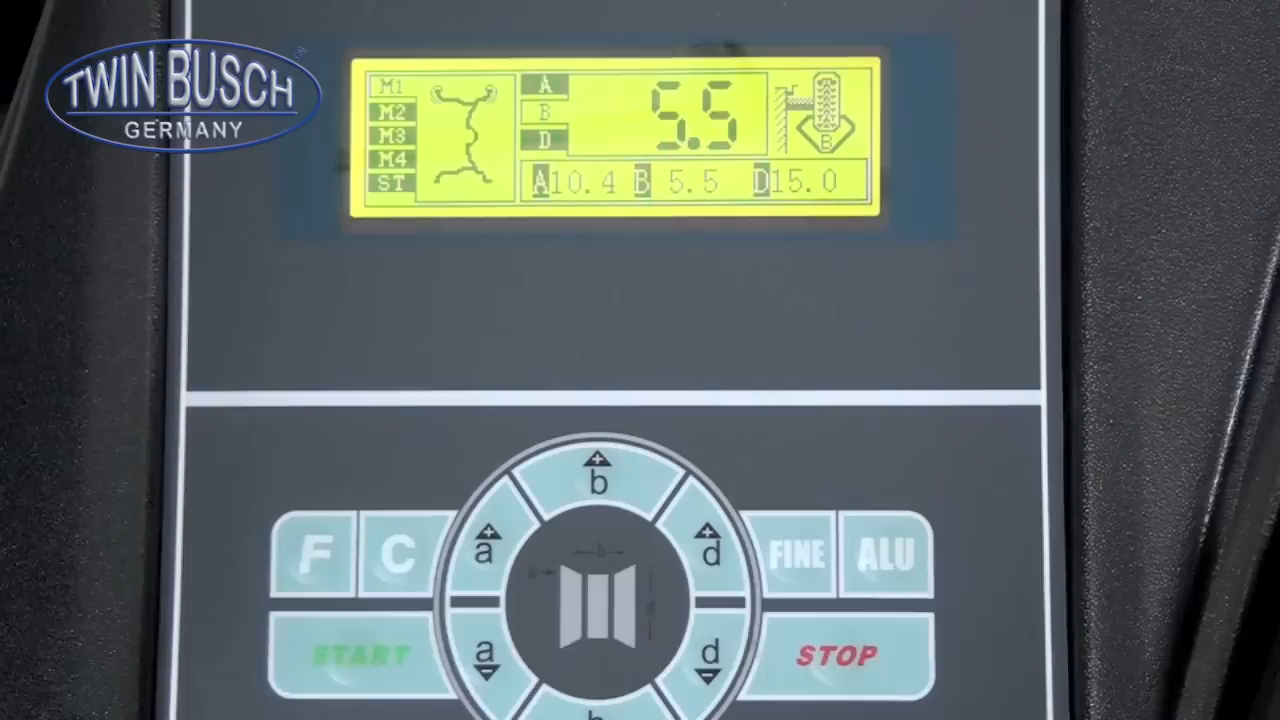 TWIN BUSCH
®
GERMANY
M1
M2
M3
M4
ST
A
B
D
5.5
B
A10.4 B 5.5 D15.0
b
a
d
F C
FINE ALU
b
START
a
d
STOP
b